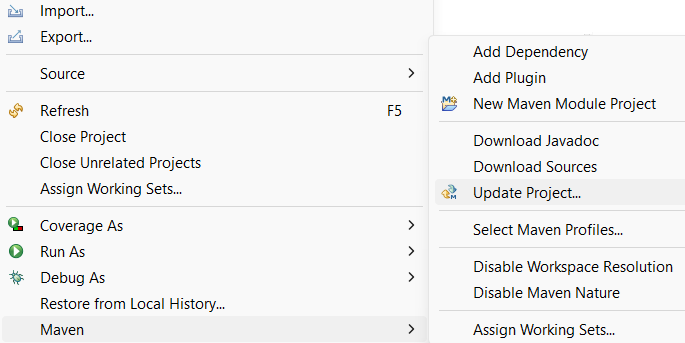 Import...
Export...
Source
Refresh F5
Close Project
Close Unrelated Projects
Assign Working Sets...
Coverage As
Run As
Debug As
Restore from Local History...
Maven
Add Dependency
Add Plugin
New Maven Module Project
Download Javadoc
Download Sources
Update Project...
Select Maven Profiles...
Disable Workspace Resolution
Disable Maven Nature
Assign Working Sets...